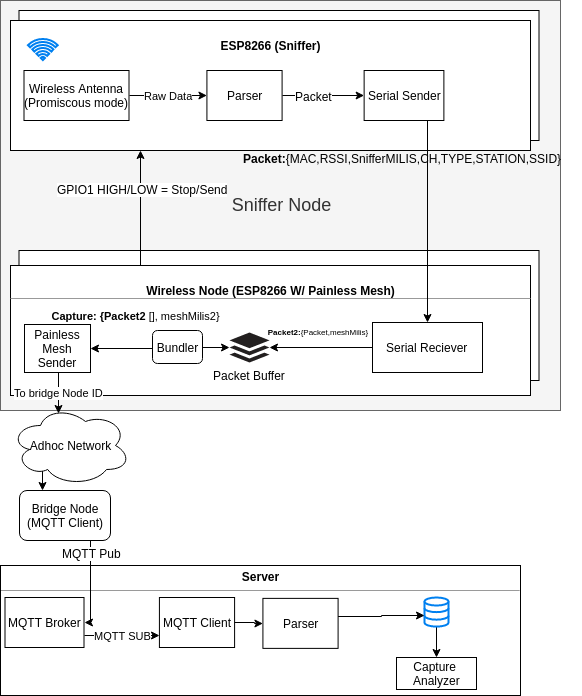 ESP8266 (Sniffer)
Wireless Antenna
(Promiscous mode)
Raw Data
Parser
Packet
Serial Sender
Packet:{MAC,RSSI,SnifferMILIS,CH,TYPE,STATION,SSID}
GPIO1 HIGH/LOW = Stop/Send
Sniffer Node
Wireless Node (ESP8266 W/ Painless Mesh)
Capture: {Packet2 [], meshMilis2}
Packet2:{Packet,meshMilis}
Painless
Mesh
Sender
Bundler
Packet Buffer
Serial Reciever
To bridge Node ID
Adhoc Network
Bridge Node
(MQTT Client)
MQTT Pub
Server
MQTT Broker
MQTT SUB
MQTT Client
Parser
Capture
Analyzer